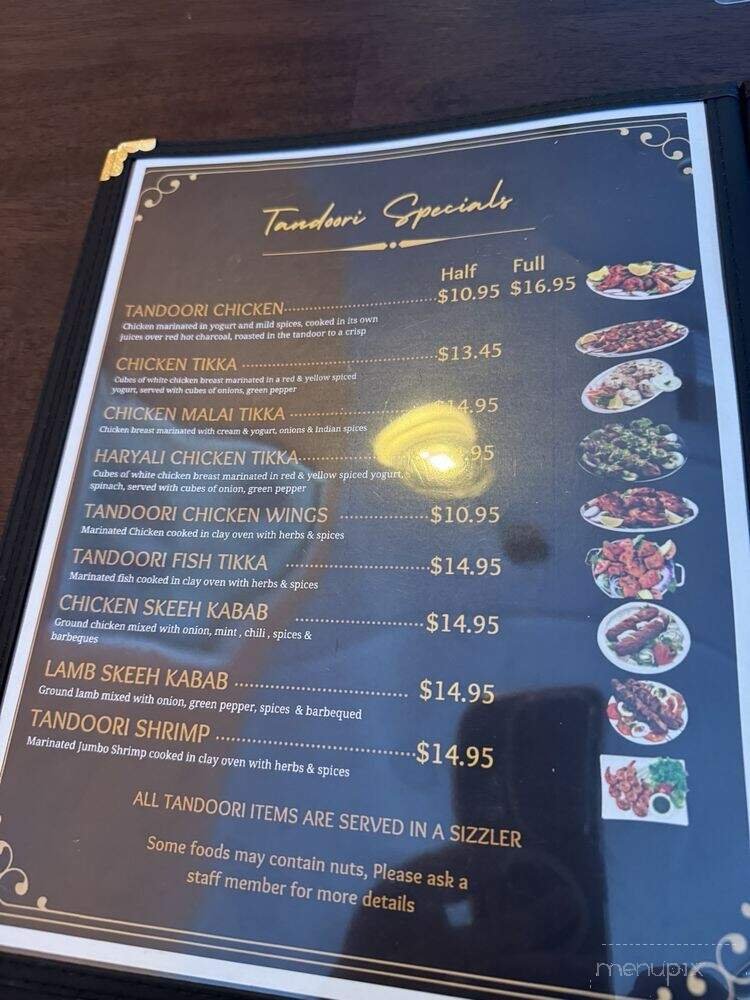 Tandoori Specials
Half Full
TANDOORI CHICKEN $10.95 $16.95
Chicken marinated in yogurt and mild spices, cooked in its own
juices over red hot charcoal, roasted in the tandoor to a crisp
CHICKEN TIKKA $13.45
Cubes of white chicken breast marinated in a red & yellow spiced
yogurt, served with cubes of onions, green pepper
CHICKEN MALAI TIKKA
Chicken breast marinated with cream & yogurt, onions & Indian spices
HARYALI CHICKEN TIKKA
Cubes of white chicken breast marinated in red & yellow spiced yogurt,
spinach, served with cubes of onion, green pepper
TANDOORI CHICKEN WINGS $10.95
Marinated Chicken cooked in clay oven with herbs & spices
TANDOORI FISH TIKKA $14.95
Marinated fish cooked in clay oven with herbs & spices
CHICKEN SKEEH KABAB $14.95
Ground chicken mixed with onion, mint , chili , spices &
barbeques
LAMB SKEEH KABAB $14.95
Ground lamb mixed with onion, green pepper, spices & barbequed
TANDOORI SHRIMP $14.95
Marinated Jumbo Shrimp cooked in clay oven with herbs & spices
ALL TANDOORI ITEMS ARE SERVED IN A SIZZLER
Some foods may contain nuts, Please ask a
staff member for more details
menupix